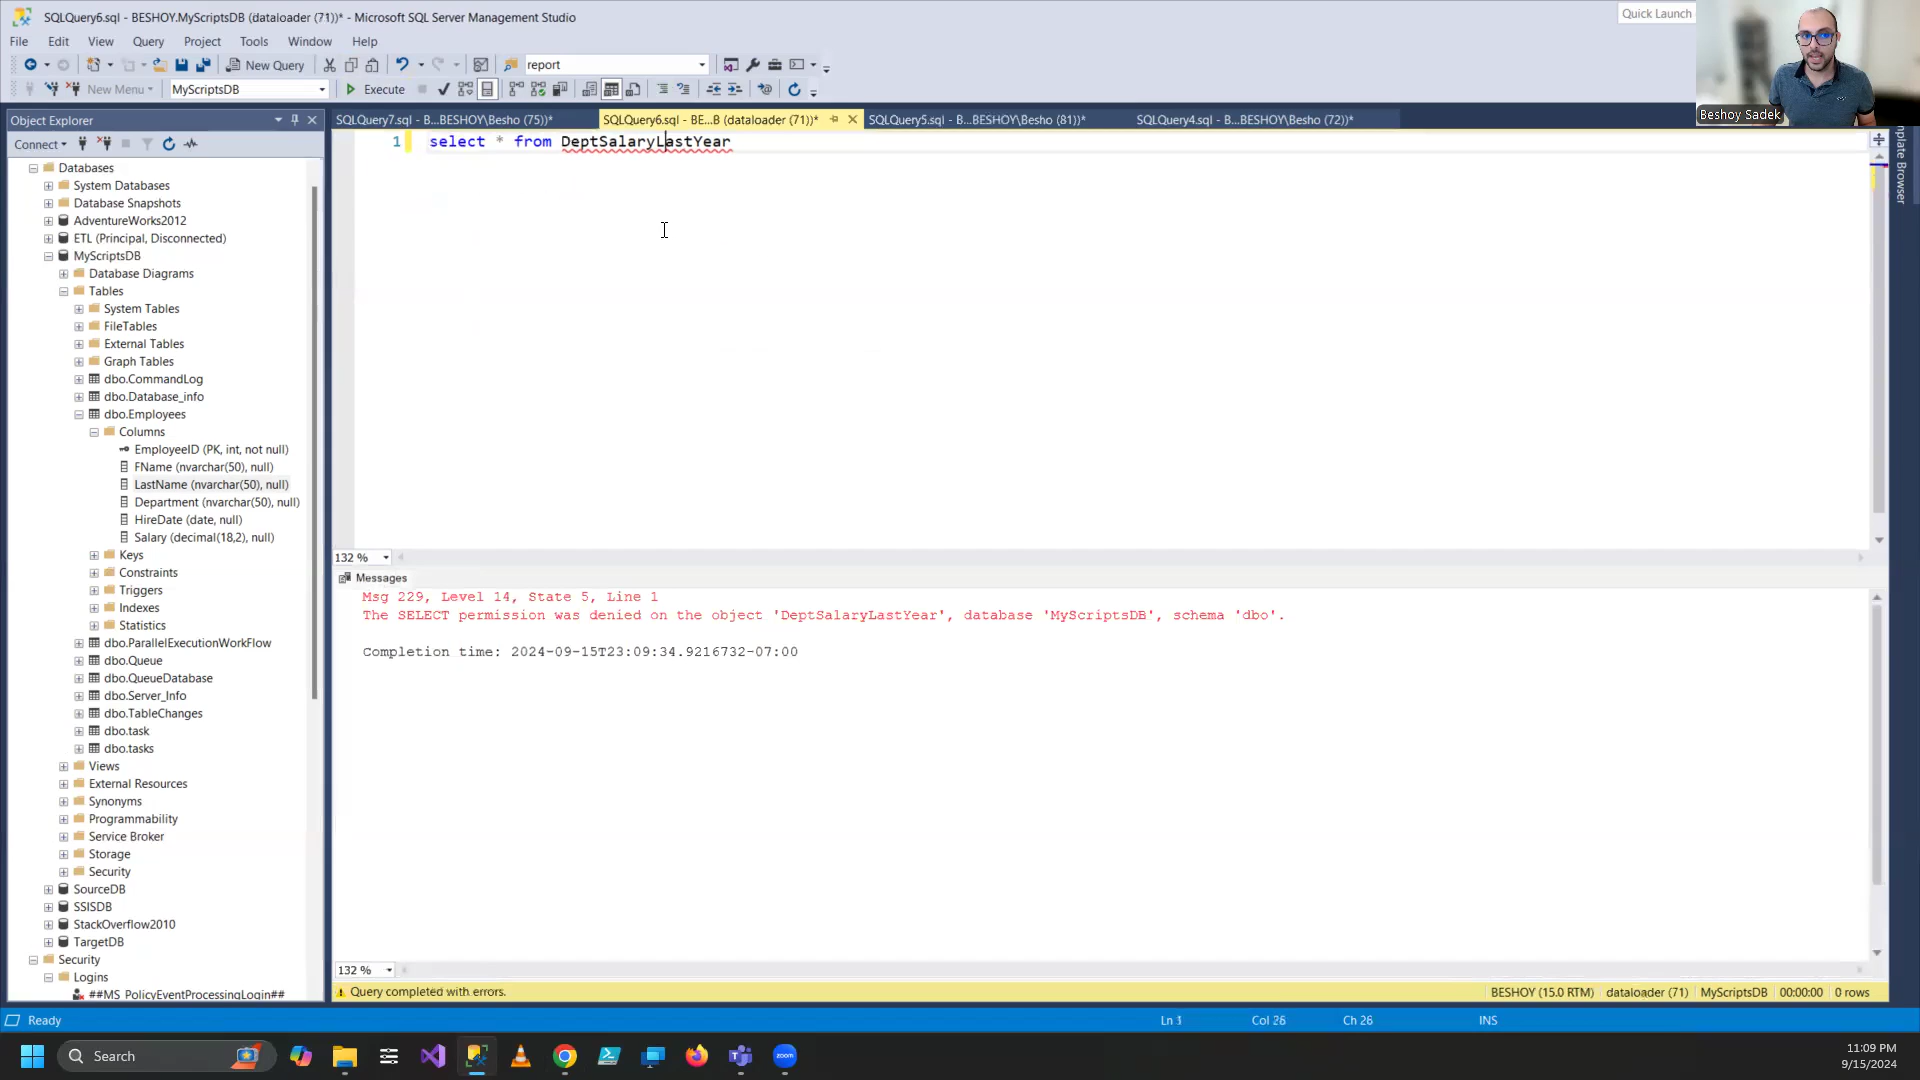 SQLQuery6.sql - BESHOY.MyScriptsDB (dataloader (71))* - Microsoft SQL Server Management Studio
Quick Launch
File Edit View Query Project Tools Window Help
New Query
report
New Menu
MyScriptsDB
Execute
Beshoy Sadek
Object Explorer
SQLQuery7.sql - B...BESHOY\Besho (75))*
SQLQuery6.sql - BE...B (dataloader (71))*
SQLQuery5.sql - B...BESHOY\Besho (81))*
SQLQuery4.sql - B...BESHOY\Besho (72))*
Connect
1 select * from DeptSalaryLastYear
Template Browser
Databases
System Databases
Database Snapshots
AdventureWorks2012
ETL (Principal, Disconnected)
MyScriptsDB
Database Diagrams
Tables
System Tables
FileTables
External Tables
Graph Tables
dbo.CommandLog
dbo.Database_info
dbo.Employees
Columns
EmployeeID (PK, int, not null)
FName (nvarchar(50), null)
LastName (nvarchar(50), null)
Department (nvarchar(50), null)
HireDate (date, null)
Salary (decimal(18,2), null)
Keys
Constraints
Triggers
Indexes
Statistics
dbo.ParallelExecutionWorkFlow
dbo.Queue
dbo.QueueDatabase
dbo.Server_Info
dbo.TableChanges
dbo.task
dbo.tasks
Views
External Resources
Synonyms
Programmability
Service Broker
Storage
Security
SourceDB
SSISDB
StackOverflow2010
TargetDB
Security
Logins
##MS_PolicyEventProcessingLogin##
132 %
Messages
Msg 229, Level 14, State 5, Line 1
The SELECT permission was denied on the object 'DeptSalaryLastYear', database 'MyScriptsDB', schema 'dbo'.
Completion time: 2024-09-15T23:09:34.9216732-07:00
132 %
Query completed with errors.
BESHOY (15.0 RTM) dataloader (71) MyScriptsDB 00:00:00 0 rows
Ready
Ln 1 Col 26 Ch 26 INS
Search
zoom
11:09 PM
9/15/2024